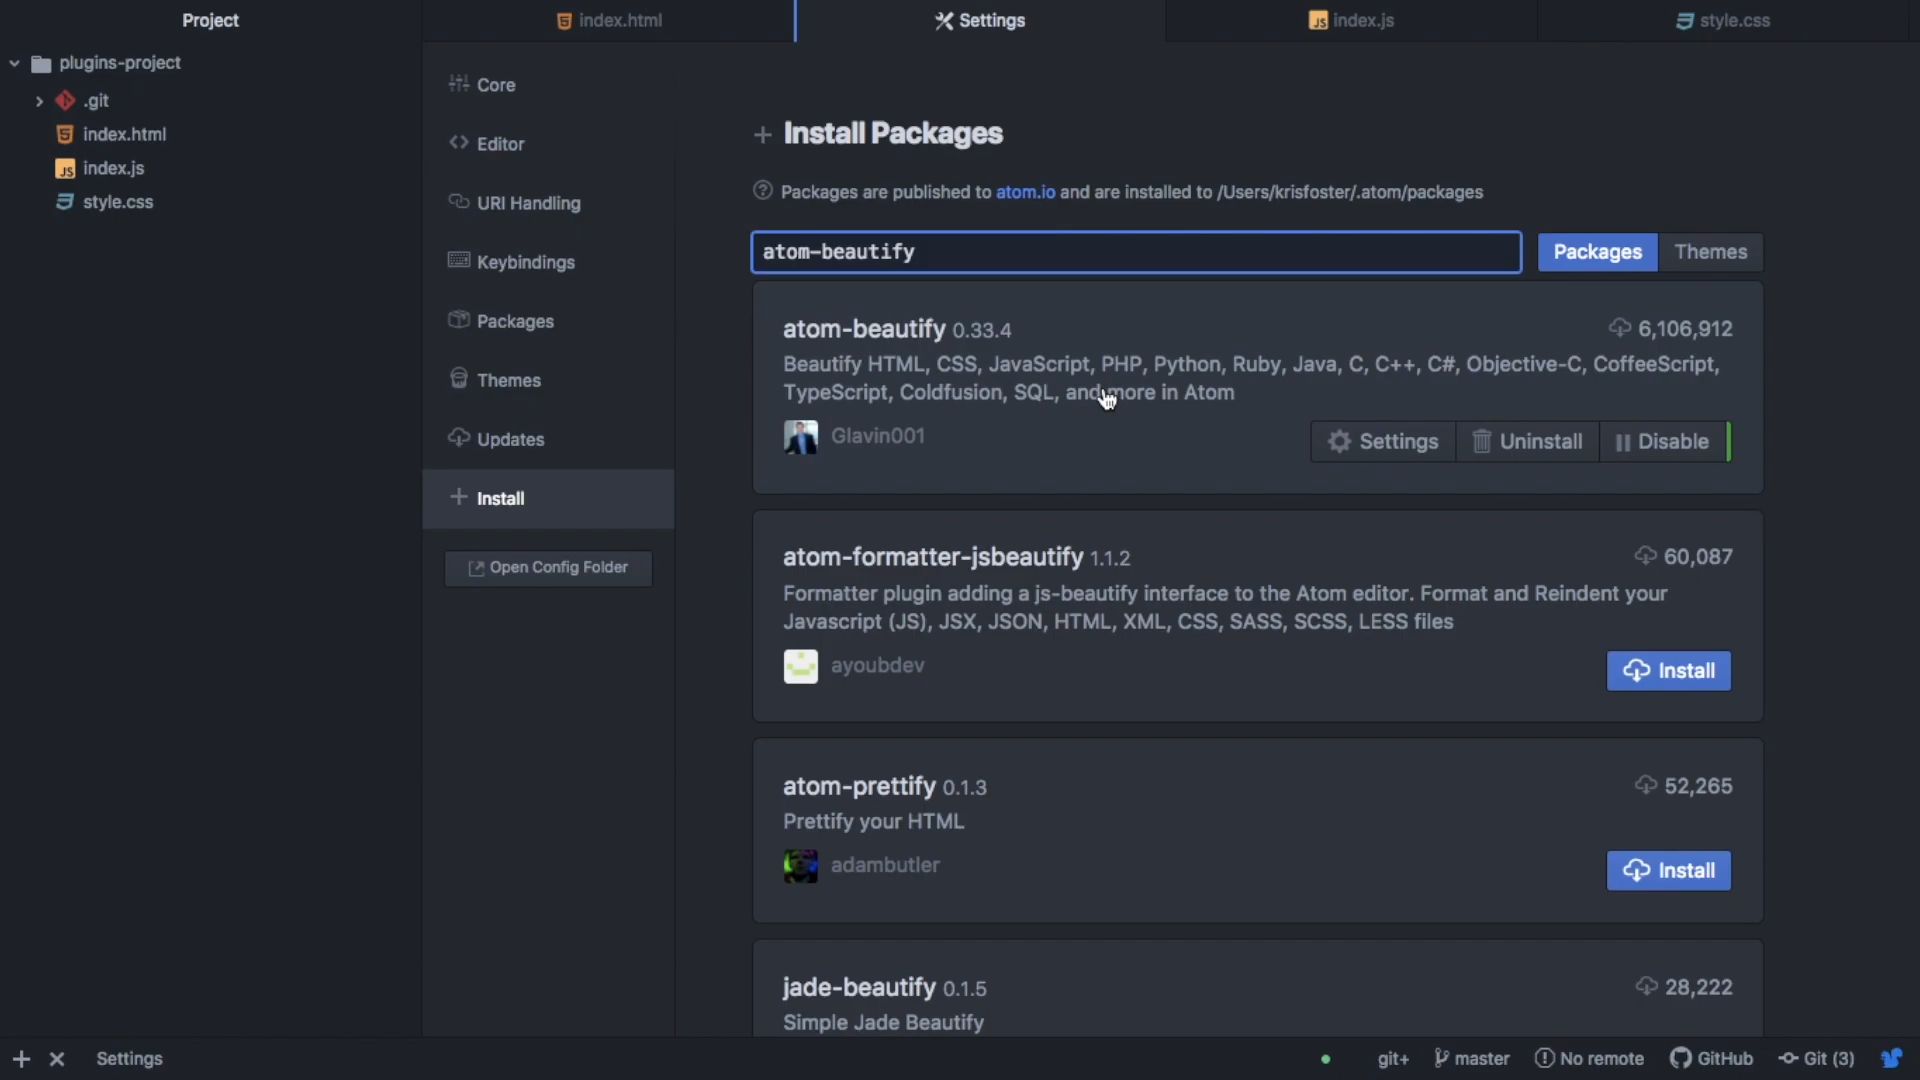 Project
index.html
Settings
index.js
style.css
plugins-project
.git
index.html
index.js
style.css
Core
Editor
URI Handling
Keybindings
Packages
Themes
Updates
Install
Open Config Folder
Install Packages
Packages are published to atom.io and are installed to /Users/krisfoster/.atom/packages
atom-beautify
Packages
Themes
atom-beautify 0.33.4
6,106,912
Beautify HTML, CSS, JavaScript, PHP, Python, Ruby, Java, C, C++, C#, Objective-C, CoffeeScript,
TypeScript, Coldfusion, SQL, and more in Atom
Glavin001
Settings
Uninstall
Disable
atom-formatter-jsbeautify 1.1.2
60,087
Formatter plugin adding a js-beautify interface to the Atom editor. Format and Reindent your
Javascript (JS), JSX, JSON, HTML, XML, CSS, SASS, SCSS, LESS files
ayoubdev
Install
atom-prettify 0.1.3
52,265
Prettify your HTML
adambutler
Install
jade-beautify 0.1.5
28,222
Simple Jade Beautify
Settings
git+
master
No remote
GitHub
Git (3)